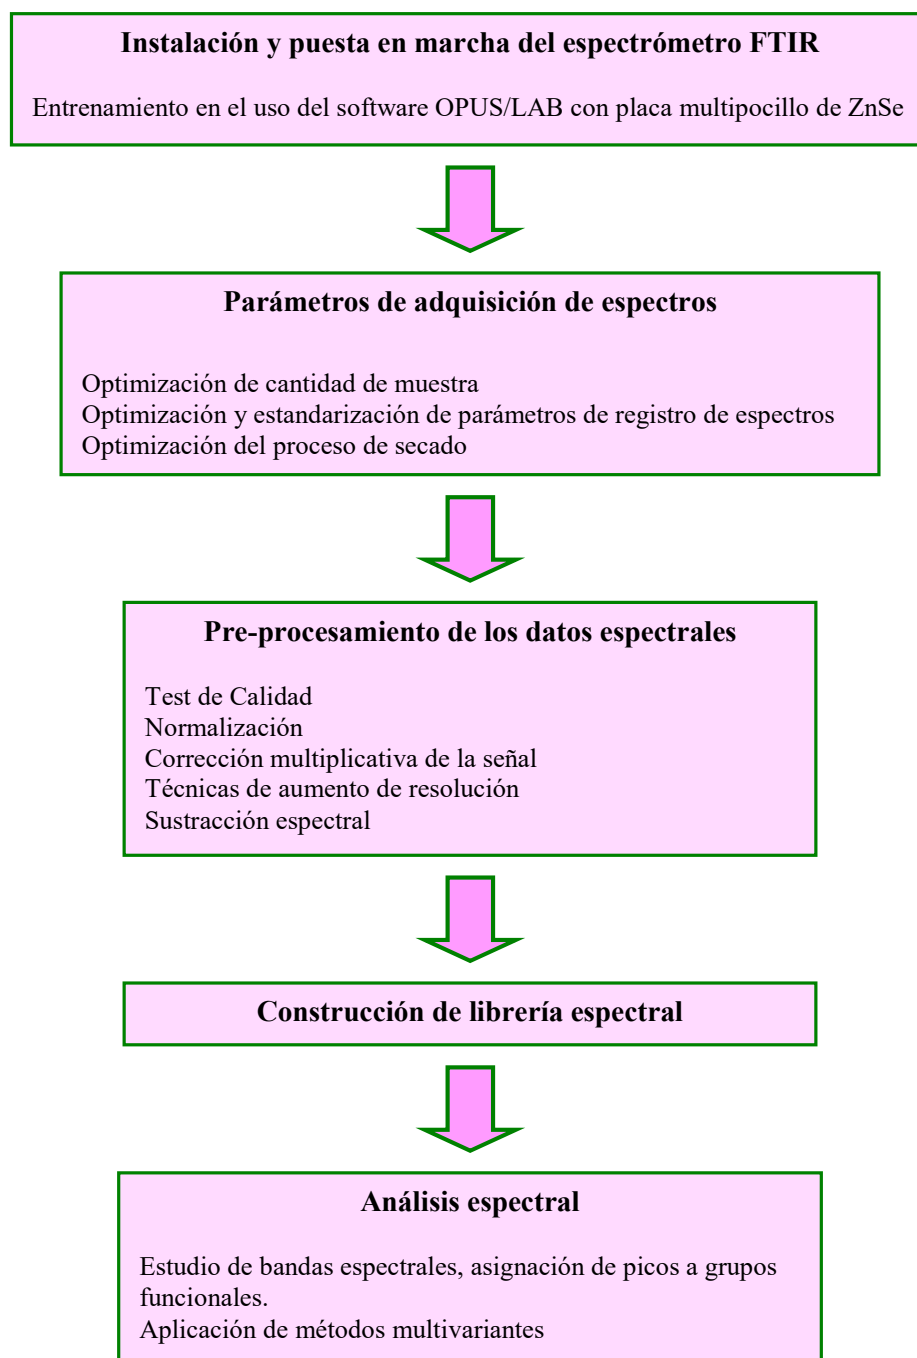 Instalación y puesta en marcha del espectrómetro FTIR
Entrenamiento en el uso del software OPUS/LAB con placa multipocillo de ZnSe
Parámetros de adquisición de espectros
Optimización de cantidad de muestra
Optimización y estandarización de parámetros de registro de espectros
Optimización del proceso de secado
Pre-procesamiento de los datos espectrales
Test de Calidad
Normalización
Corrección multiplicativa de la señal
Técnicas de aumento de resolución
Sustracción espectral
Construcción de librería espectral
Análisis espectral
Estudio de bandas espectrales, asignación de picos a grupos
funcionales.
Aplicación de métodos multivariantes